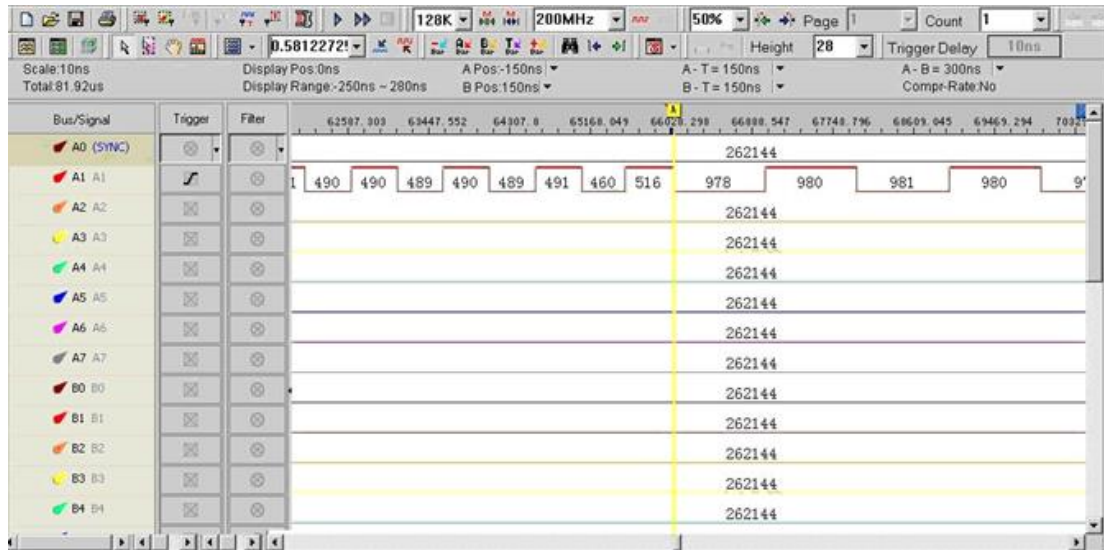 128K 200MHz 50% Page 1 Count 1
0.5812272! Bar Bar Bar Bar Bar Height 28 Trigger Delay 10ns
Scale:10ns Display Pos:0ns A Pos:-150ns A - T = 150ns A - B = 300ns
Total:81.92us Display Range:-250ns ~ 280ns B Pos:150ns B - T = 150ns Compr-Rate:No
Bus/Signal Trigger Filter A
62587.303 63447.552 64307.8 65168.049 66028.298 66888.547 67748.796 68609.045 69469.294
A0 (SYNC) 262144
A1 A1 490 490 489 490 489 491 460 516 978 980 981 980
A2 A2 262144
A3 A3 262144
A4 A4 262144
A5 A5 262144
A6 A6 262144
A7 A7 262144
B0 B0 262144
B1 B1 262144
B2 B2 262144
B3 B3 262144
B4 B4 262144